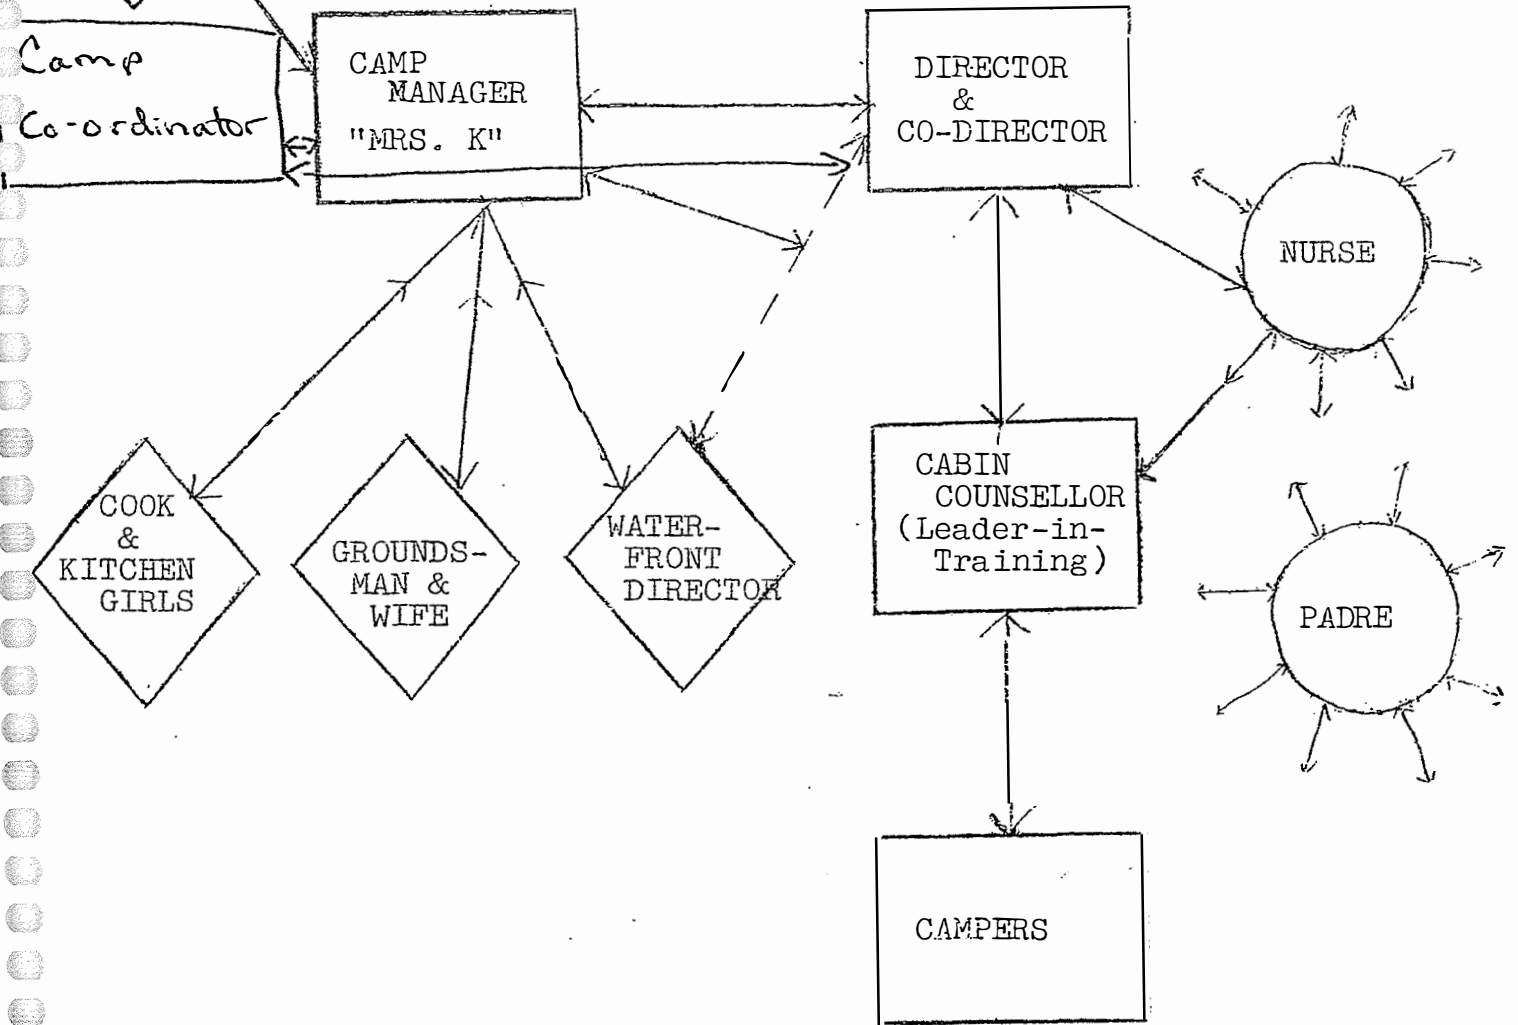 Camp
Co-ordinator
CAMP
MANAGER
"MRS. K"
DIRECTOR
&
CO-DIRECTOR
NURSE
COOK
&
KITCHEN
GIRLS
GROUNDS-
MAN &
WIFE
WATER-
FRONT
DIRECTOR
CABIN
COUNSELLOR
(Leader-in-
Training)
PADRE
CAMPERS